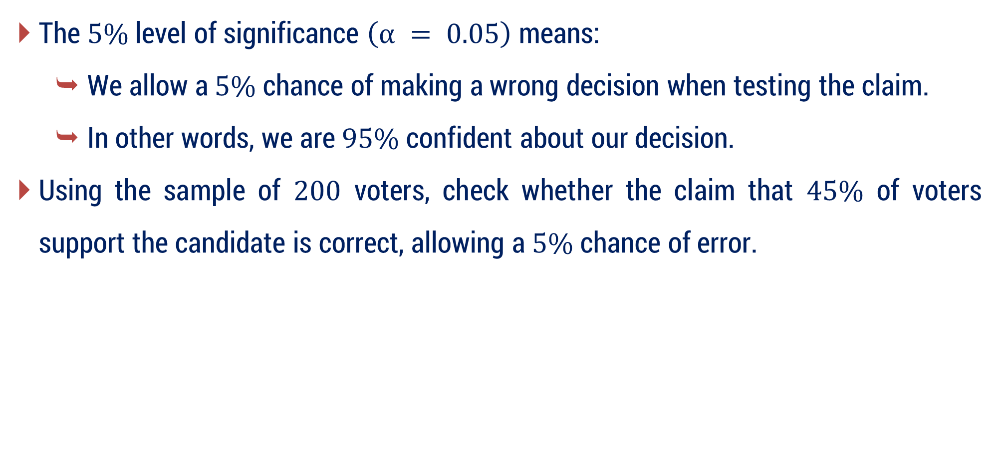 The 5% level of significance (α = 0.05) means:
We allow a 5% chance of making a wrong decision when testing the claim.
In other words, we are 95% confident about our decision.
Using the sample of 200 voters, check whether the claim that 45% of voters
support the candidate is correct, allowing a 5% chance of error.